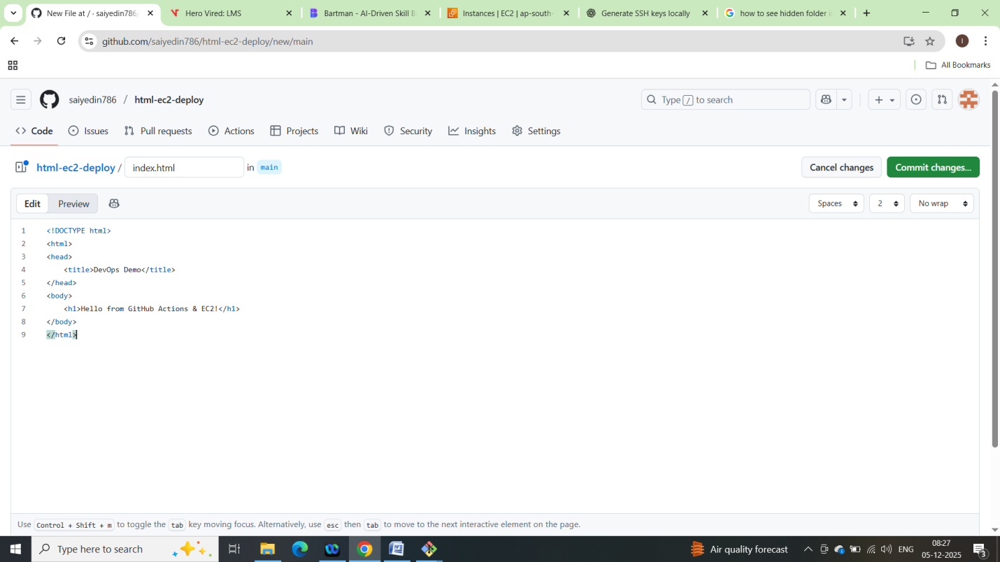 New File at / · saiyedin786/
Hero Vired: LMS
Bartman - AI-Driven Skill B
Instances | EC2 | ap-south-
Generate SSH keys locally
how to see hidden folder i
github.com/saiyedin786/html-ec2-deploy/new/main
I
All Bookmarks
saiyedin786 / html-ec2-deploy
Type / to search
Code
Issues
Pull requests
Actions
Projects
Wiki
Security
Insights
Settings
html-ec2-deploy / index.html in main
Cancel changes
Commit changes...
Edit
Preview
Spaces
2
No wrap
1 <!DOCTYPE html>
2 <html>
3 <head>
4 <title>DevOps Demo</title>
5 </head>
6 <body>
7 <h1>Hello from GitHub Actions & EC2!</h1>
8 </body>
9 </html>
Use Control + Shift + m to toggle the tab key moving focus. Alternatively, use esc then tab to move to the next interactive element on the page.
Type here to search
Air quality forecast
ENG
08:27
05-12-2025
3